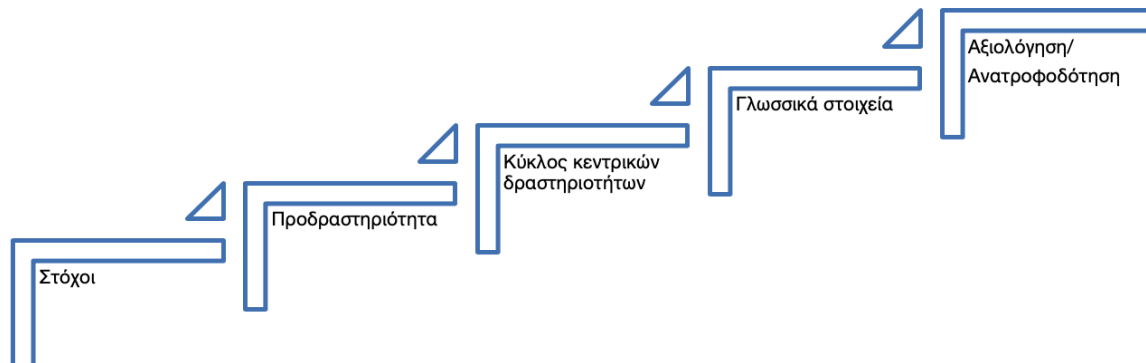 Στόχοι
Προδραστηριότητα
Κύκλος κεντρικών
δραστηριοτήτων
Γλωσσικά στοιχεία
Αξιολόγηση/
Ανατροφοδότηση